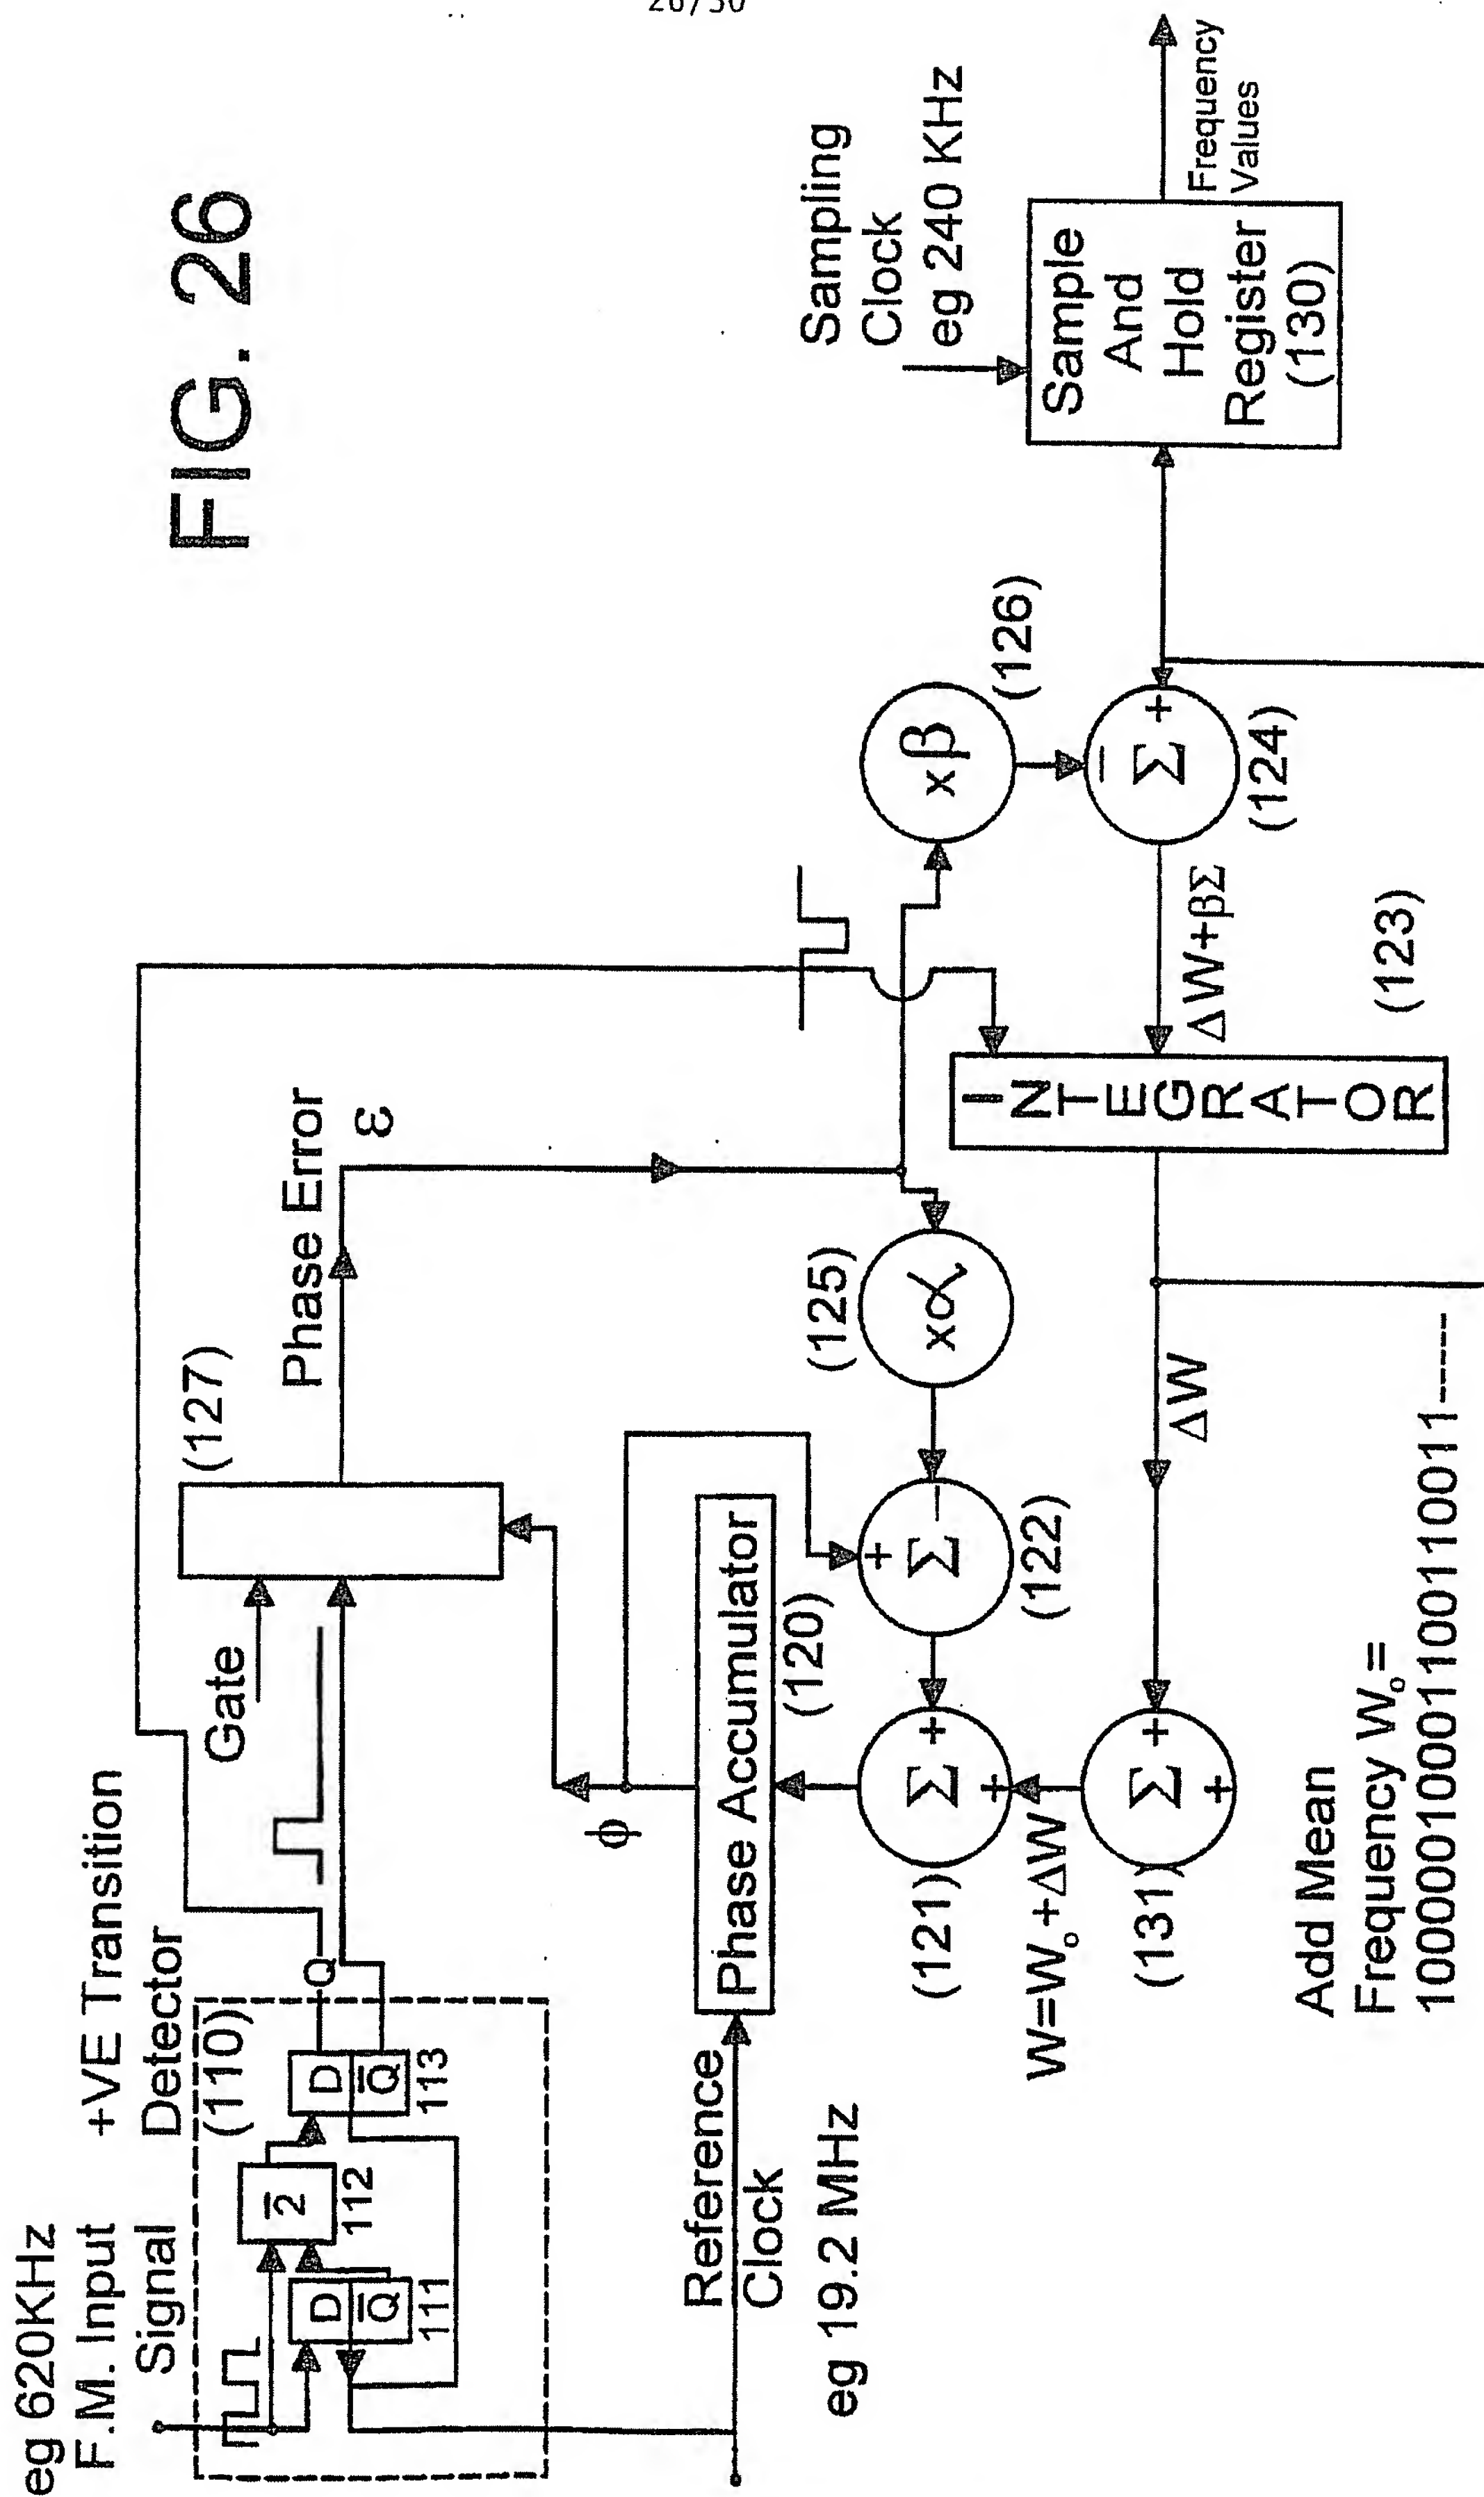 26/30
FIG. 26
eg 620KHz
F.M. Input
Signal
+VE Transition
Detector
(110)
D
Q̅
111
2̅
112
D
Q̅
113
Q
Gate
(127)
Phase Error
ε
Reference
Clock
eg 19.2 MHz
Phase Accumulator
(120)
ϕ
(121)
Σ
+
+
(122)
Σ
+
−
(125)
xα
xβ
(126)
Σ
−
+
(124)
ΔW+βΣ
INTEGRATOR
(123)
ΔW
W=W₀+ΔW
(131)
Σ
+
+
Add Mean
Frequency W₀=
Sampling
Clock
eg 240 KHz
Sample
And
Hold
Register
(130)
Frequency
Values